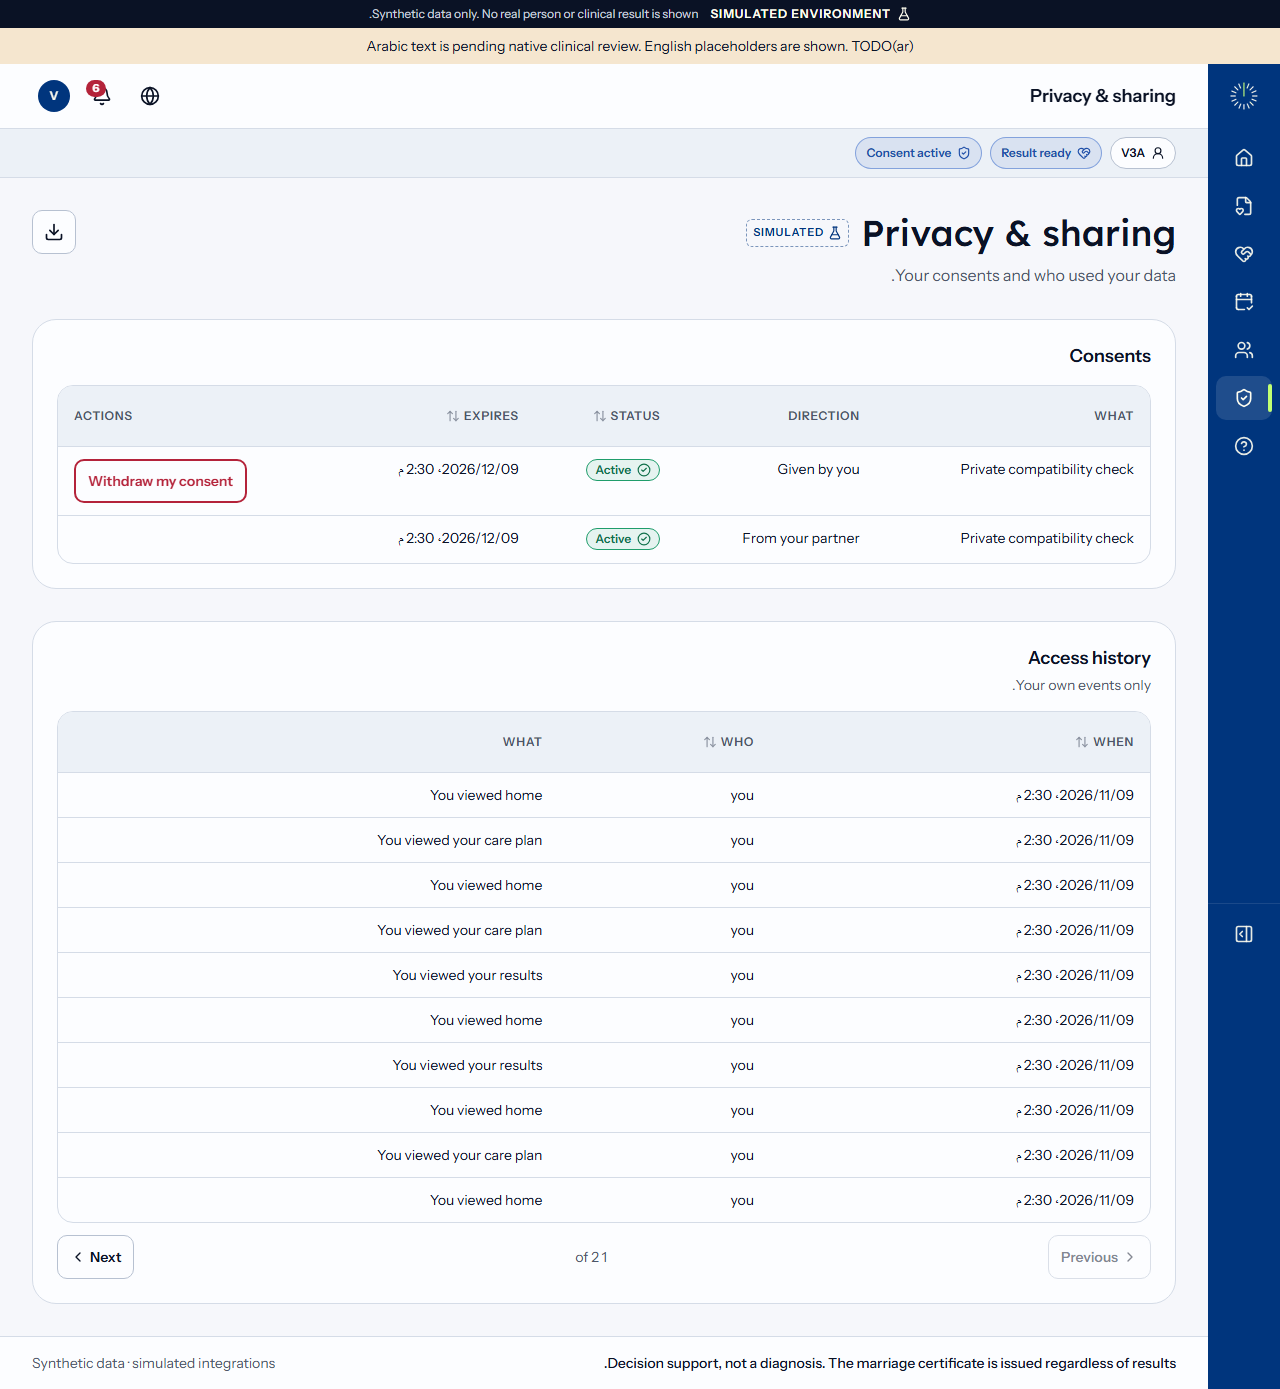 SIMULATED ENVIRONMENT Synthetic data only. No real person or clinical result is shown.
Arabic text is pending native clinical review. English placeholders are shown. TODO(ar)
Privacy & sharing
6
V
V3A
Result ready
Consent active
Privacy & sharing
SIMULATED
Your consents and who used your data.
Consents
WHAT DIRECTION STATUS EXPIRES ACTIONS
Private compatibility check Given by you Active 09/12/2026، 2:30 م Withdraw my consent
Private compatibility check From your partner Active 09/12/2026، 2:30 م
Access history
Your own events only.
WHEN WHO WHAT
09/11/2026، 2:30 م you You viewed home
09/11/2026، 2:30 م you You viewed your care plan
09/11/2026، 2:30 م you You viewed home
09/11/2026، 2:30 م you You viewed your care plan
09/11/2026، 2:30 م you You viewed your results
09/11/2026، 2:30 م you You viewed home
09/11/2026، 2:30 م you You viewed your results
09/11/2026، 2:30 م you You viewed home
09/11/2026، 2:30 م you You viewed your care plan
09/11/2026، 2:30 م you You viewed home
Previous 1 of 2 Next
Decision support, not a diagnosis. The marriage certificate is issued regardless of results.
Synthetic data · simulated integrations